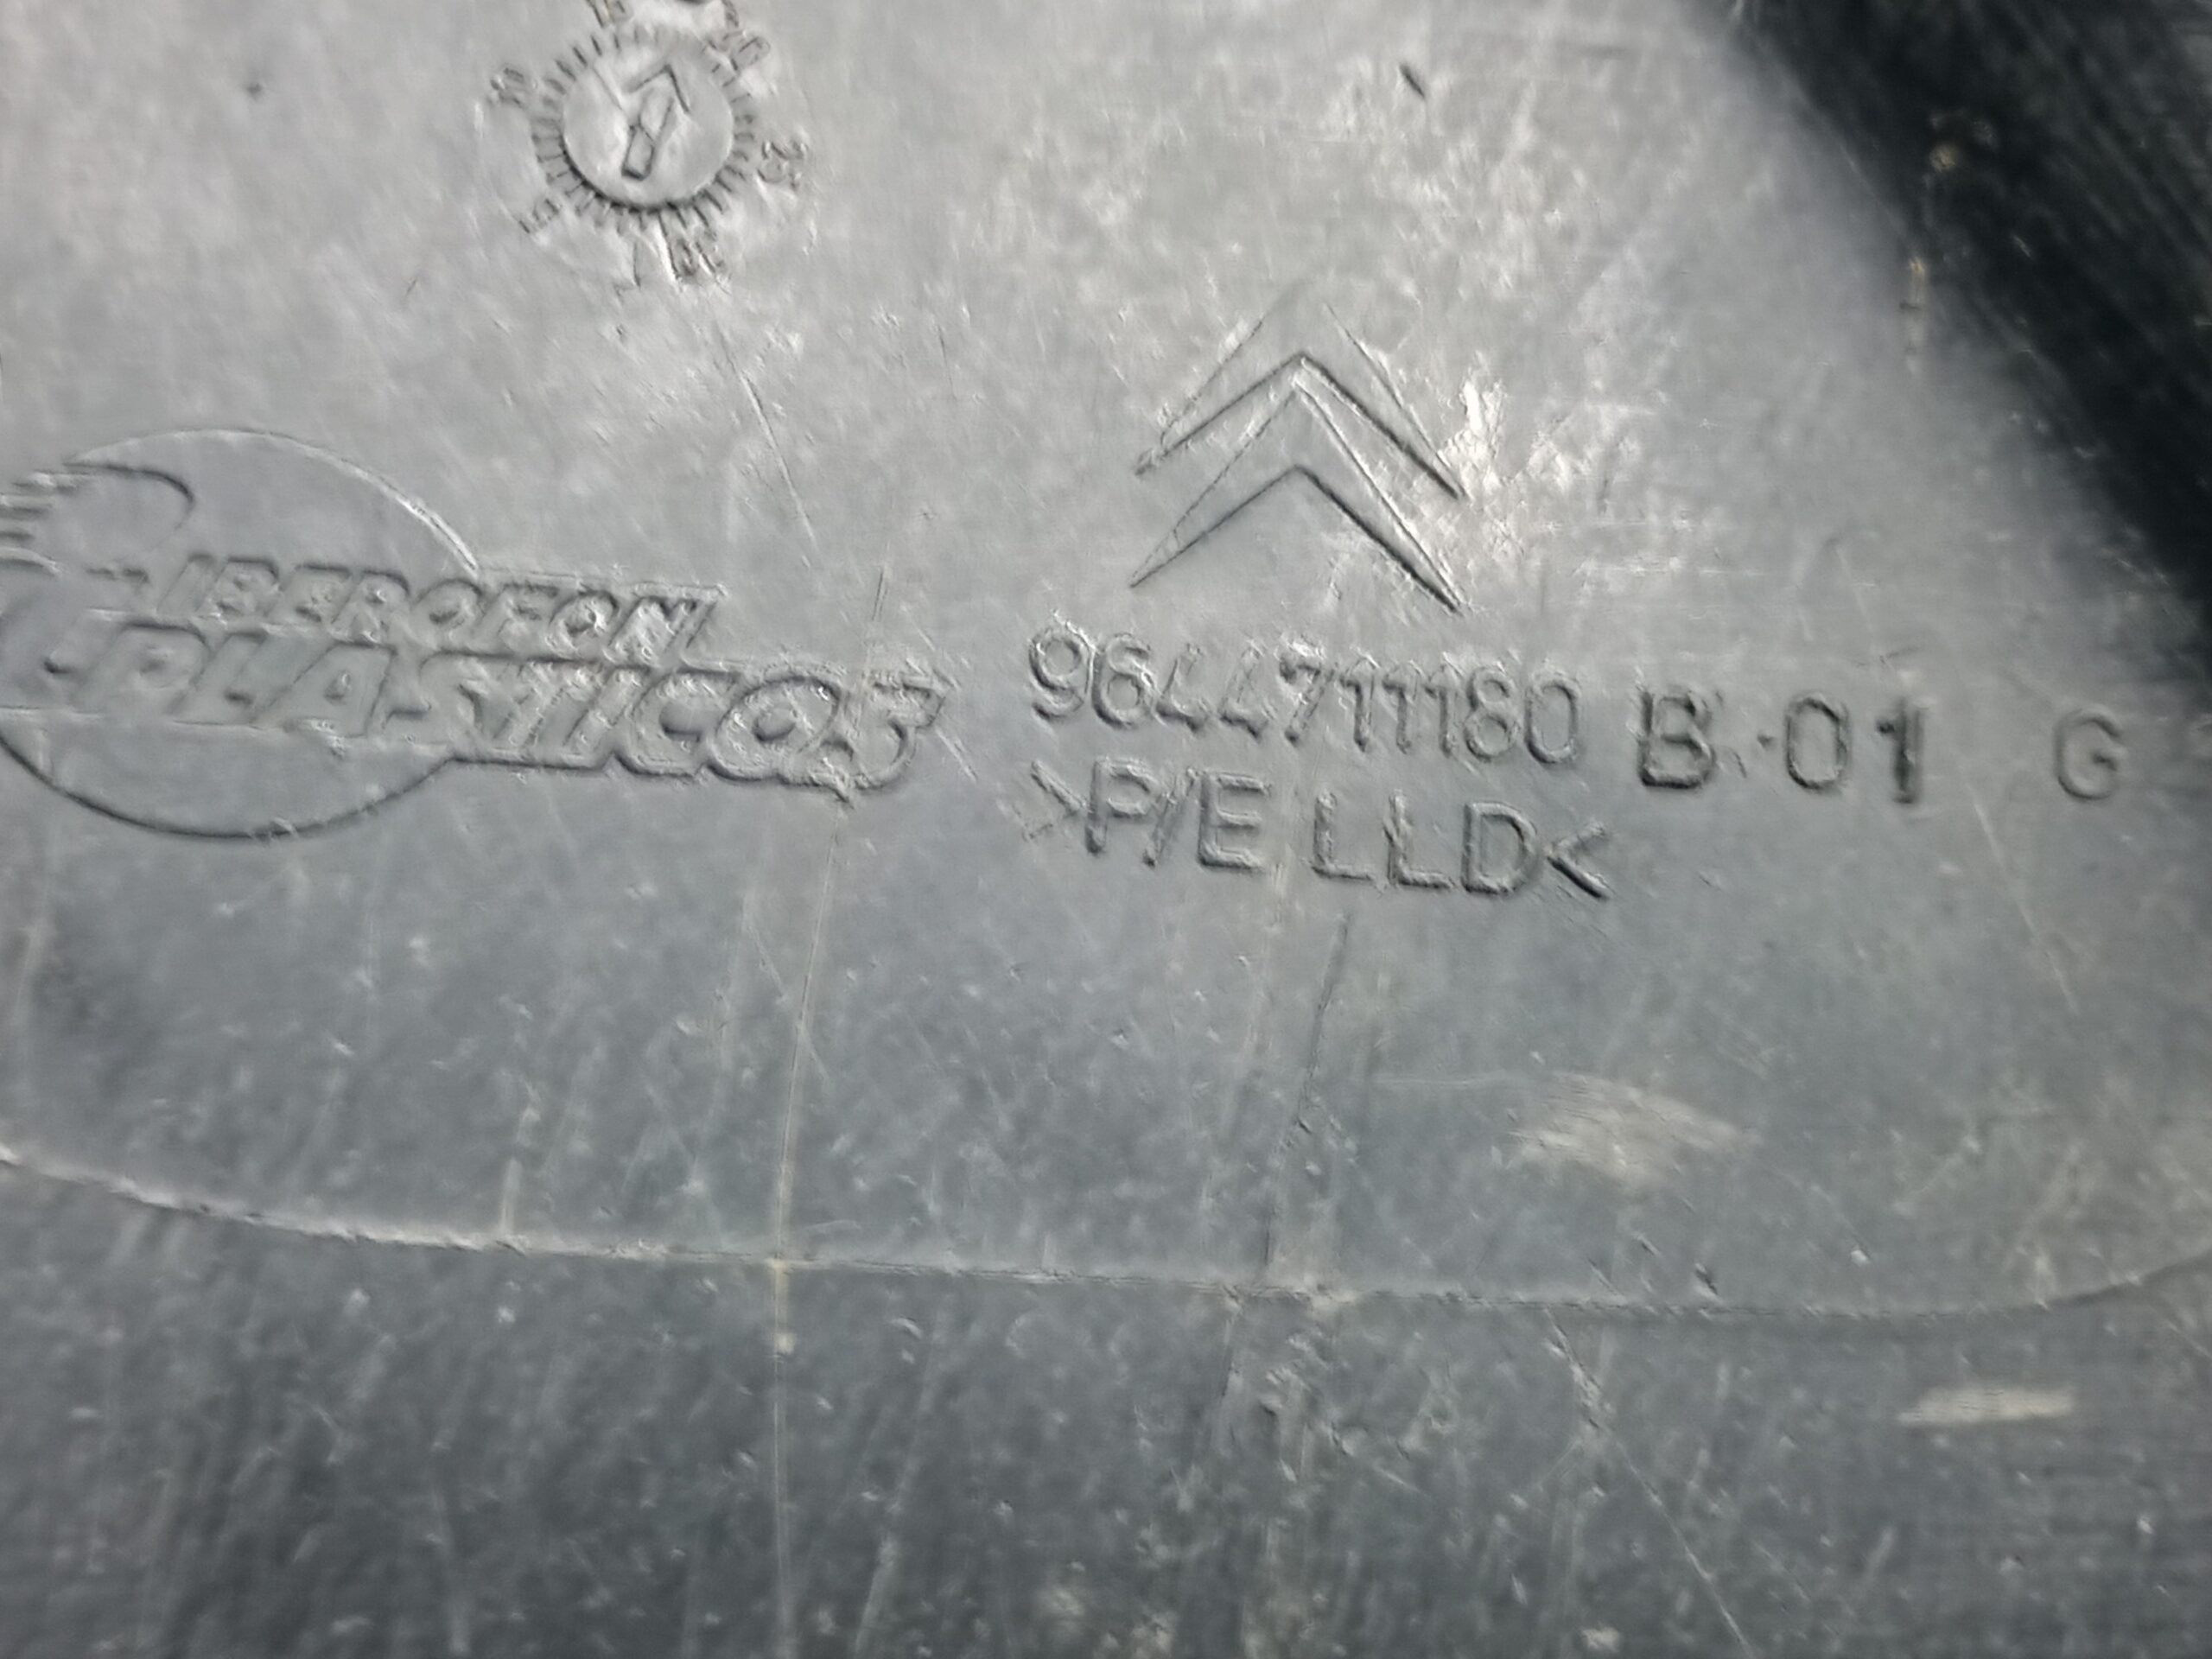 IBEROFON
PLASTICOS
9644711180 B·01 G
>P/E LLD<